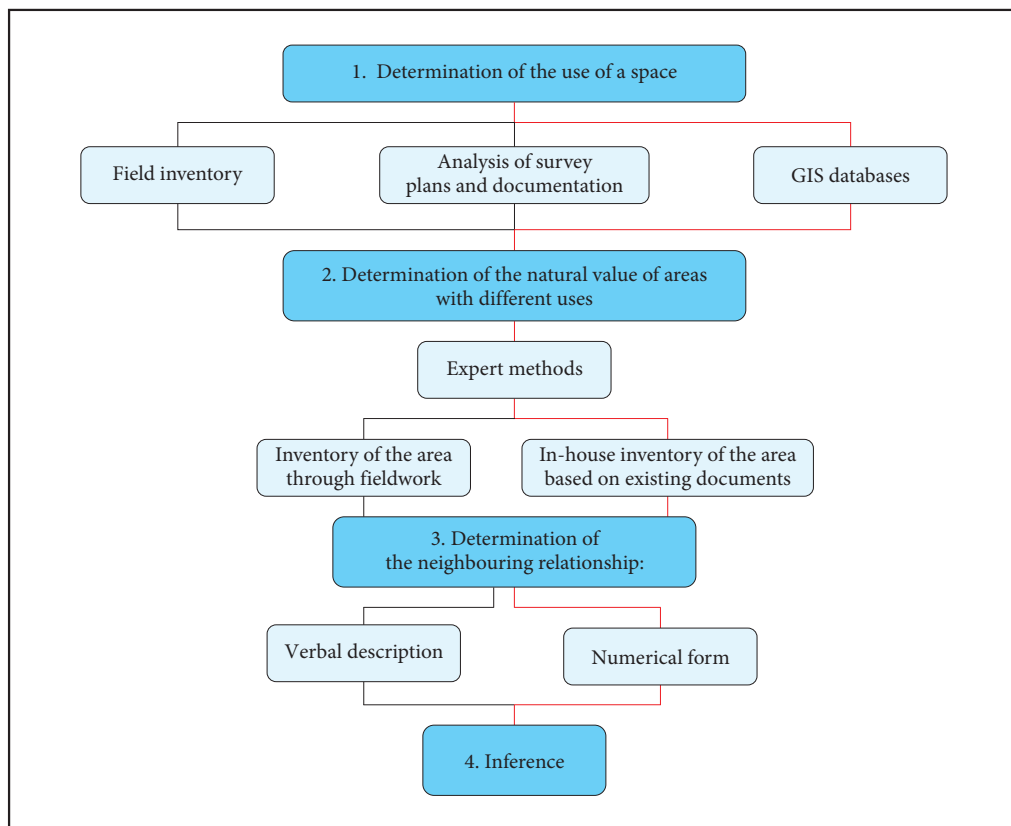 1. Determination of the use of a space
Field inventory
Analysis of survey
plans and documentation
GIS databases
2. Determination of the natural value of areas
with different uses
Expert methods
Inventory of the area
through fieldwork
In-house inventory of the area
based on existing documents
3. Determination of
the neighbouring relationship:
Verbal description
Numerical form
4. Inference